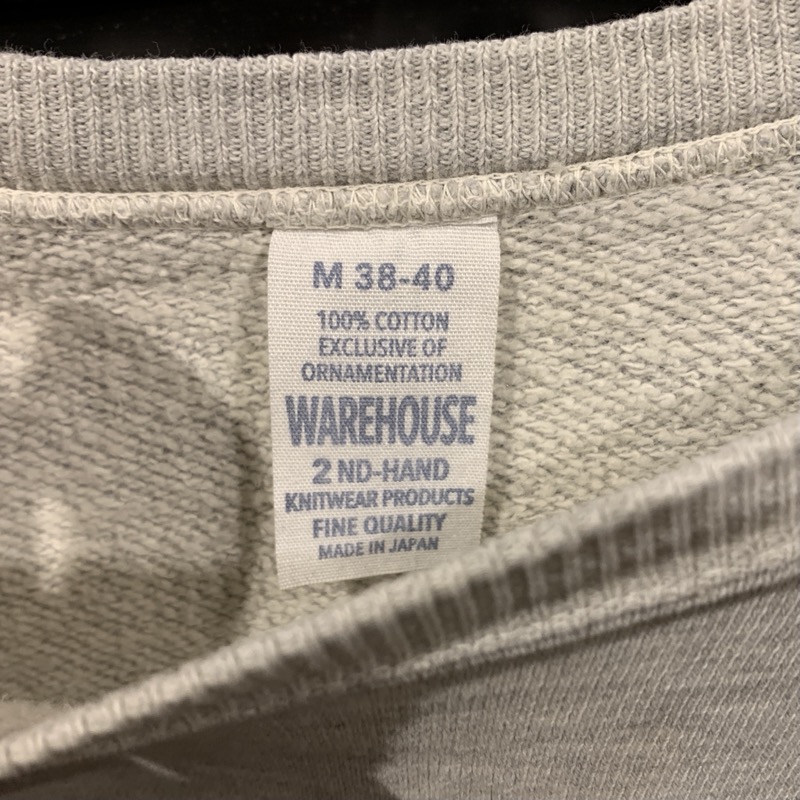 M 38-40
100% COTTON
EXCLUSIVE OF
ORNAMENTATION
WAREHOUSE
2 ND-HAND
KNITWEAR PRODUCTS
FINE QUALITY
MADE IN JAPAN